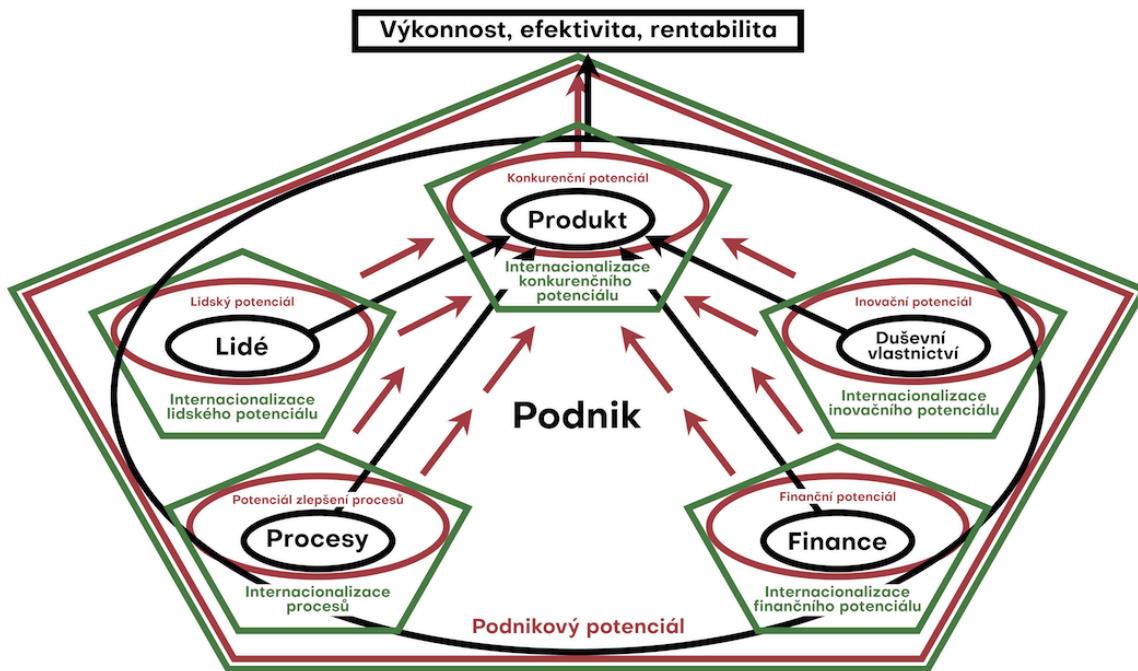 Výkonnost, efektivita, rentabilita
Konkurenční potenciál
Produkt
Internacionalizace
konkurenčního
potenciálu
Lidský potenciál
Lidé
Internacionalizace
lidského potenciálu
Inovační potenciál
Duševní
vlastnictví
Internacionalizace
inovačního potenciálu
Podnik
Potenciál zlepšení procesů
Procesy
Internacionalizace
procesů
Finanční potenciál
Finance
Internacionalizace
finančního potenciálu
Podnikový potenciál